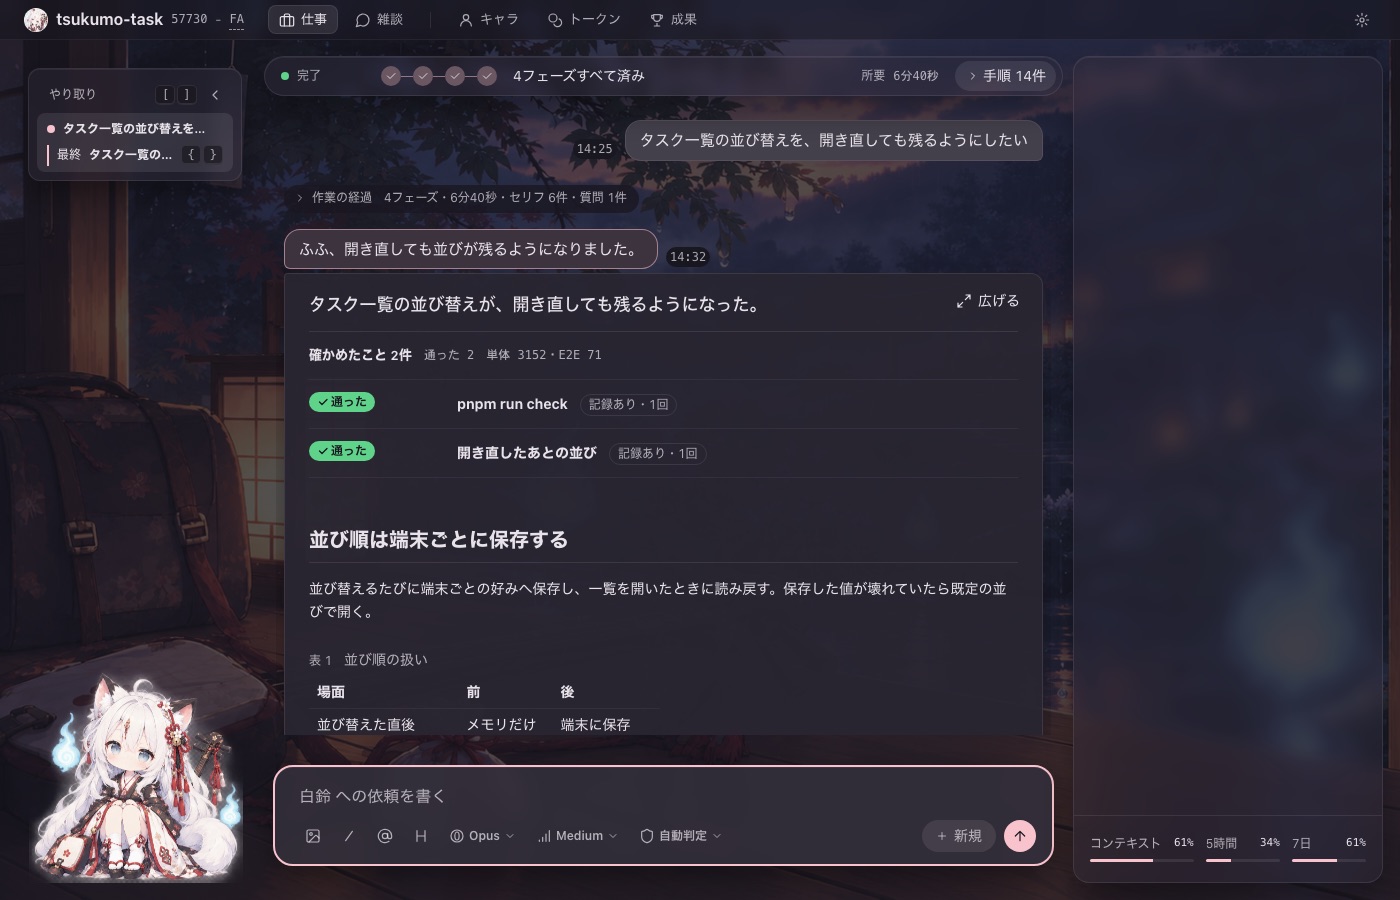 tsukumo-task 57730 - FA 仕事 雑談 キャラ トークン 成果
やり取り [ ]
タスク一覧の並び替えを...
最終 タスク一覧の... { }
完了 4フェーズすべて済み 所要 6分40秒 手順 14件
14:25 タスク一覧の並び替えを、開き直しても残るようにしたい
作業の経過 4フェーズ・6分40秒・セリフ 6件・質問 1件
ふふ、開き直しても並びが残るようになりました。 14:32
タスク一覧の並び替えが、開き直しても残るようになった。 広げる
確かめたこと 2件 通った 2 単体 3152・E2E 71
通った pnpm run check 記録あり・1回
通った 開き直したあとの並び 記録あり・1回
並び順は端末ごとに保存する
並び替えるたびに端末ごとの好みへ保存し、一覧を開いたときに読み戻す。保存した値が壊れていたら既定の並
びで開く。
表 1 並び順の扱い
場面 前 後
並び替えた直後 メモリだけ 端末に保存
白鈴 への依頼を書く
/ @ H Opus Medium 自動判定 + 新規
コンテキスト 61% 5時間 34% 7日 61%